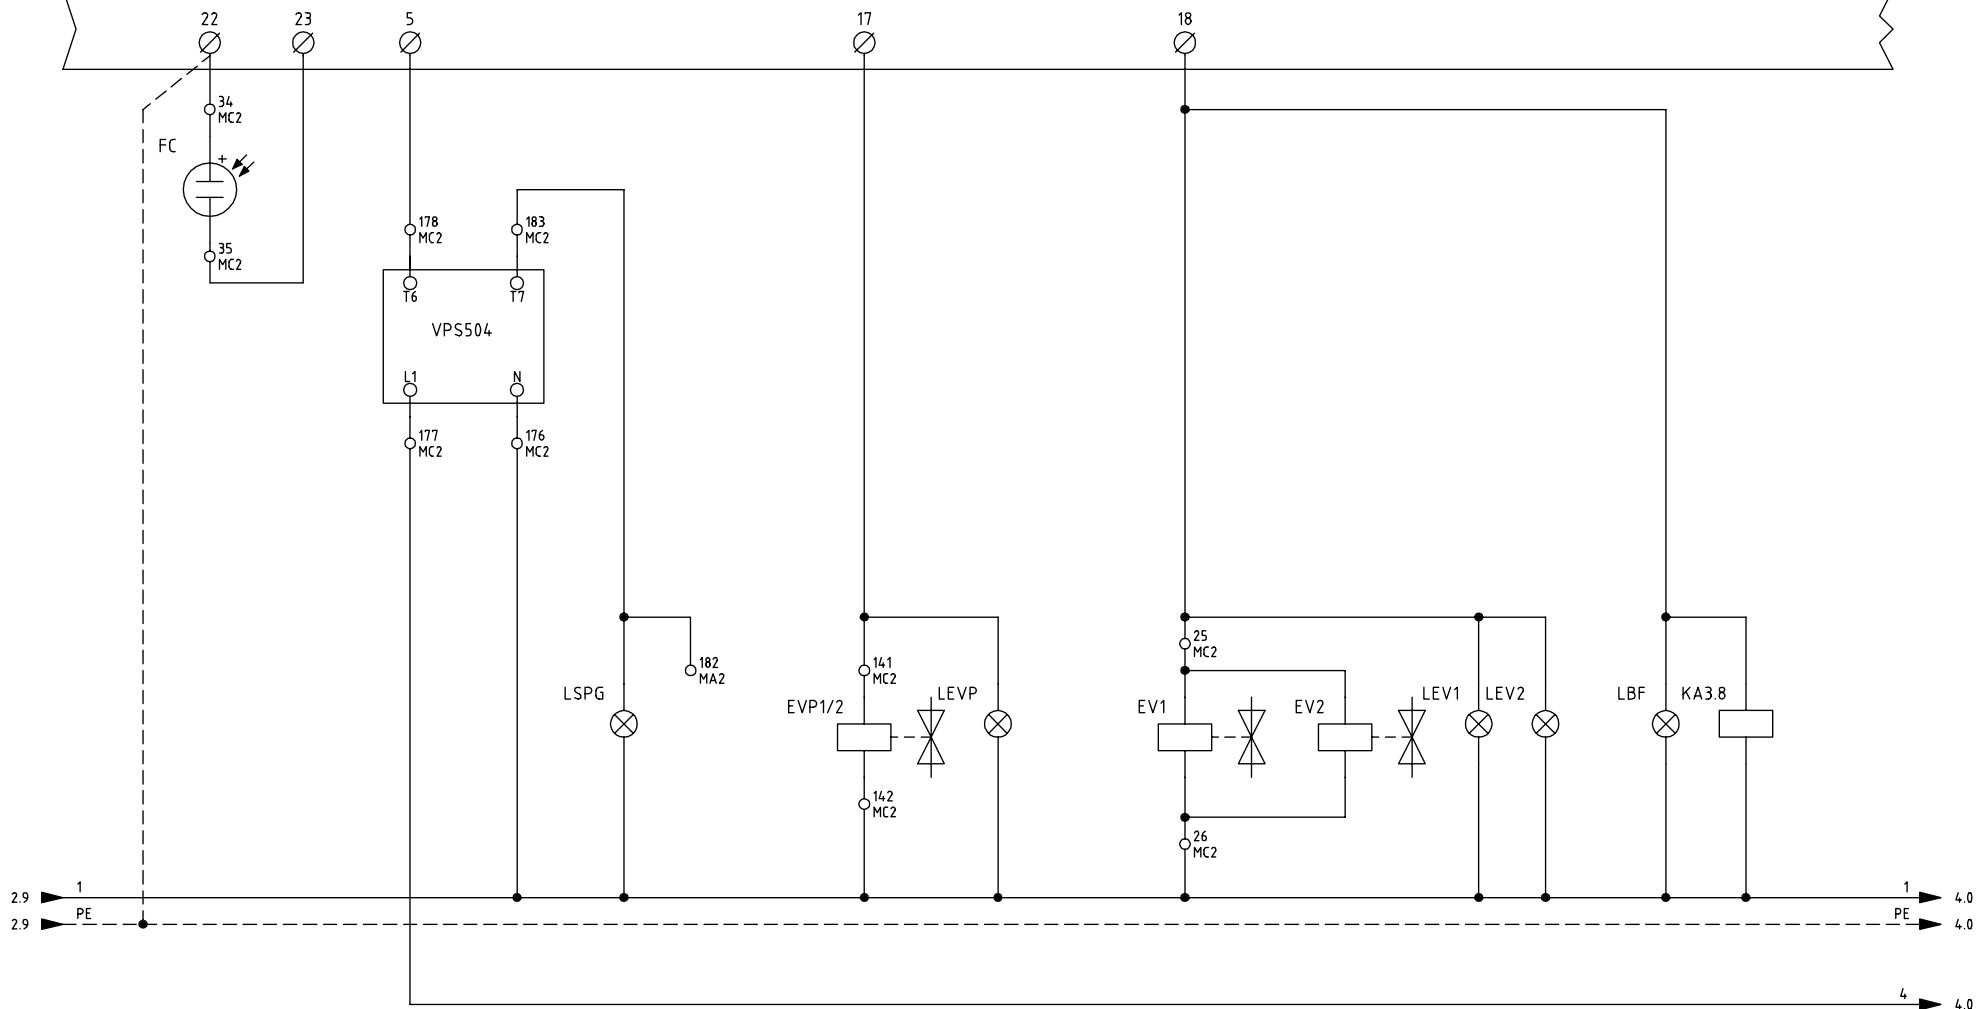 22 23 5 17 18
34
MC2
FC
+
178
MC2
183
MC2
35
MC2
T6 T7
VPS504
L1 N
177
MC2
176
MC2
182
MA2
141
MC2
25
MC2
LSPG
EVP1/2
LEVP
EV1
EV2
LEV1
LEV2
LBF
KA3.8
142
MC2
26
MC2
2.9 1 1 4.0
2.9 PE PE 4.0
4 4.0